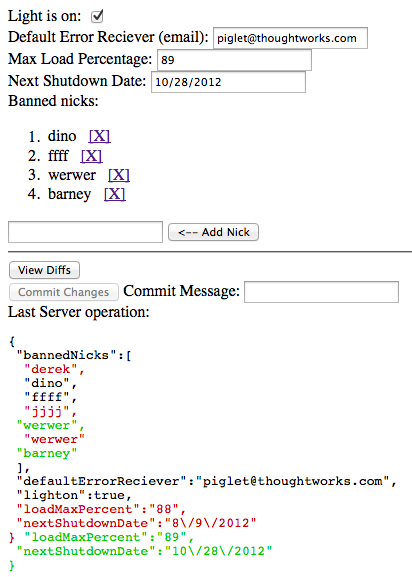 Light is on:
Default Error Reciever (email): piglet@thoughtworks.com
Max Load Percentage: 89
Next Shutdown Date: 10/28/2012
Banned nicks:
1. dino [X]
2. ffff [X]
3. werwer [X]
4. barney [X]
<-- Add Nick
View Diffs
Commit Changes Commit Message:
Last Server operation:
{
"bannedNicks":[
"derek",
"dino",
"ffff",
"jjjj",
"werwer",
"werwer"
"barney"
],
"defaultErrorReciever":"piglet@thoughtworks.com",
"lighton":true,
"loadMaxPercent":"88",
"nextShutdownDate":"8\/9\/2012"
} "loadMaxPercent":"89",
"nextShutdownDate":"10\/28\/2012"
}